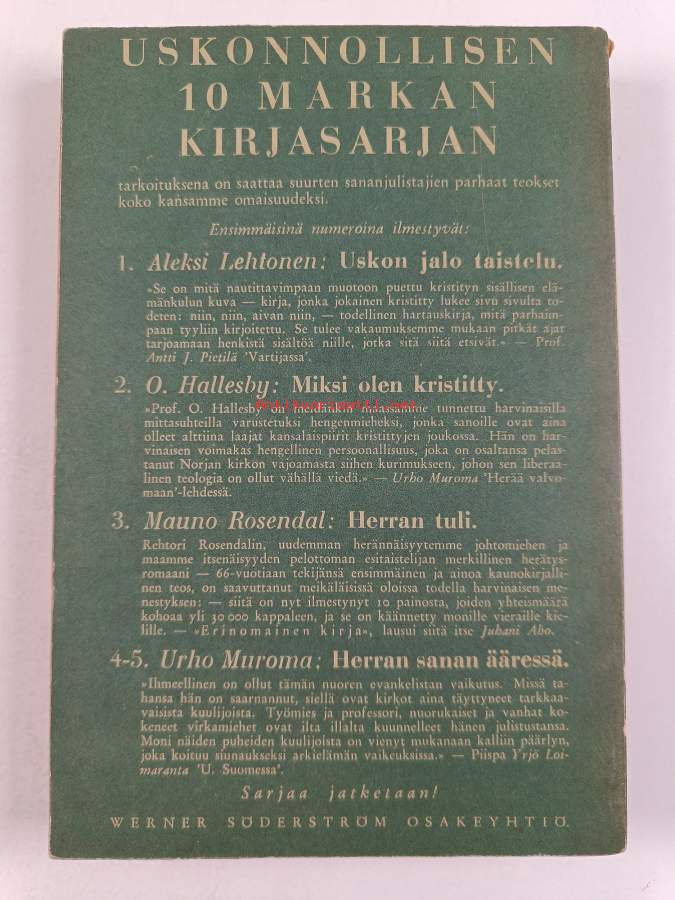 USKONNOLLISEN
10 MARKAN
KIRJASARJAN
tarkoituksena on saattaa suurten sananjulistajien parhaat teokset
koko kansamme omaisuudeksi.
Ensimmäisinä numeroina ilmestyvät:
1. Aleksi Lehtonen: Uskon jalo taistelu.
»Se on mitä nautittavimpaan muotoon puettu kristityn sisällisen elä-
mänkulun kuva — kirja, jonka jokainen kristitty lukee sivu sivulta to-
deten: niin, niin, aivan niin, — todellinen hartauskirja, mitä parhaim-
paan tyyliin kirjoitettu. Se tulee vakaumuksemme mukaan pitkät ajat
tarjoamaan henkistä sisältöä niille, jotka sitä siitä etsivät.» — Prof.
Antti J. Pietilä 'Vartijassa'.
2. O. Hallesby: Miksi olen kristitty.
»Prof. O. Hallesby on meidänkin maassamme tunnettu harvinaisilla
mittasuhteilla varustetuksi hengenmieheksi, jonka sanoille ovat aina
olleet alttiina laajat kansalaispiirit kristittyjen joukossa. Hän on har-
vinaisen voimakas hengellinen persoonallisuus, joka on osaltansa pelas-
tanut Norjan kirkon vajoamasta siihen kurimukseen, johon sen liberaa-
linen teologia on ollut vähällä viedä.» — Urho Muroma 'Herää valvo-
maan'-lehdessä.
3. Mauno Rosendal: Herran tuli.
Rehtori Rosendalin, uudemman herännäisyytemme johtomiehen ja
maamme itsenäisyyden pelottoman esitaistelijan merkillinen herätys-
romaani — 66-vuotiaan tekijänsä ensimmäinen ja ainoa kaunokirjalli-
nen teos, on saavuttanut meikäläisissä oloissa todella harvinaisen me-
nestyksen: — siitä on nyt ilmestynyt 10 painosta, joiden yhteismäärä
kohoaa yli 30 000 kappaleen, ja se on käännetty monille vieraille kie-
lille. — »Erinomainen kirja», lausui siitä itse Juhani Aho.
4-5. Urho Muroma: Herran sanan ääressä.
»Ihmeellinen on ollut tämän nuoren evankelistan vaikutus. Missä ta-
hansa hän on saarnannut, siellä ovat kirkot aina täyttyneet tarkkaa-
vaisista kuulijoista. Työmies ja professori, nuorukaiset ja vanhat ko-
keneet virkamiehet ovat ilta illalta kuunnelleet hänen julistustansa.
Moni näiden puheiden kuulijoista on vienyt mukanaan kalliin päärlyn,
joka koituu siunaukseksi arkielämän vaikeuksissa.» — Piispa Yrjö Loi-
maranta 'U. Suomessa'.
Sarjaa jatketaan!
WERNER SÖDERSTRÖM OSAKEYHTIÖ.